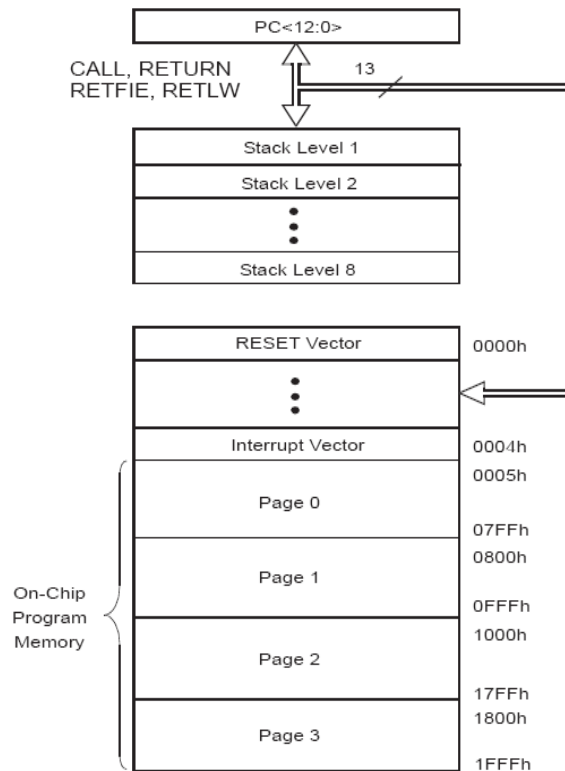 PC<12:0>
CALL, RETURN
RETFIE, RETLW
13
Stack Level 1
Stack Level 2
Stack Level 8
RESET Vector
0000h
Interrupt Vector
0004h
0005h
Page 0
07FFh
0800h
Page 1
0FFFh
On-Chip
Program
Memory
1000h
Page 2
17FFh
1800h
Page 3
1FFFh